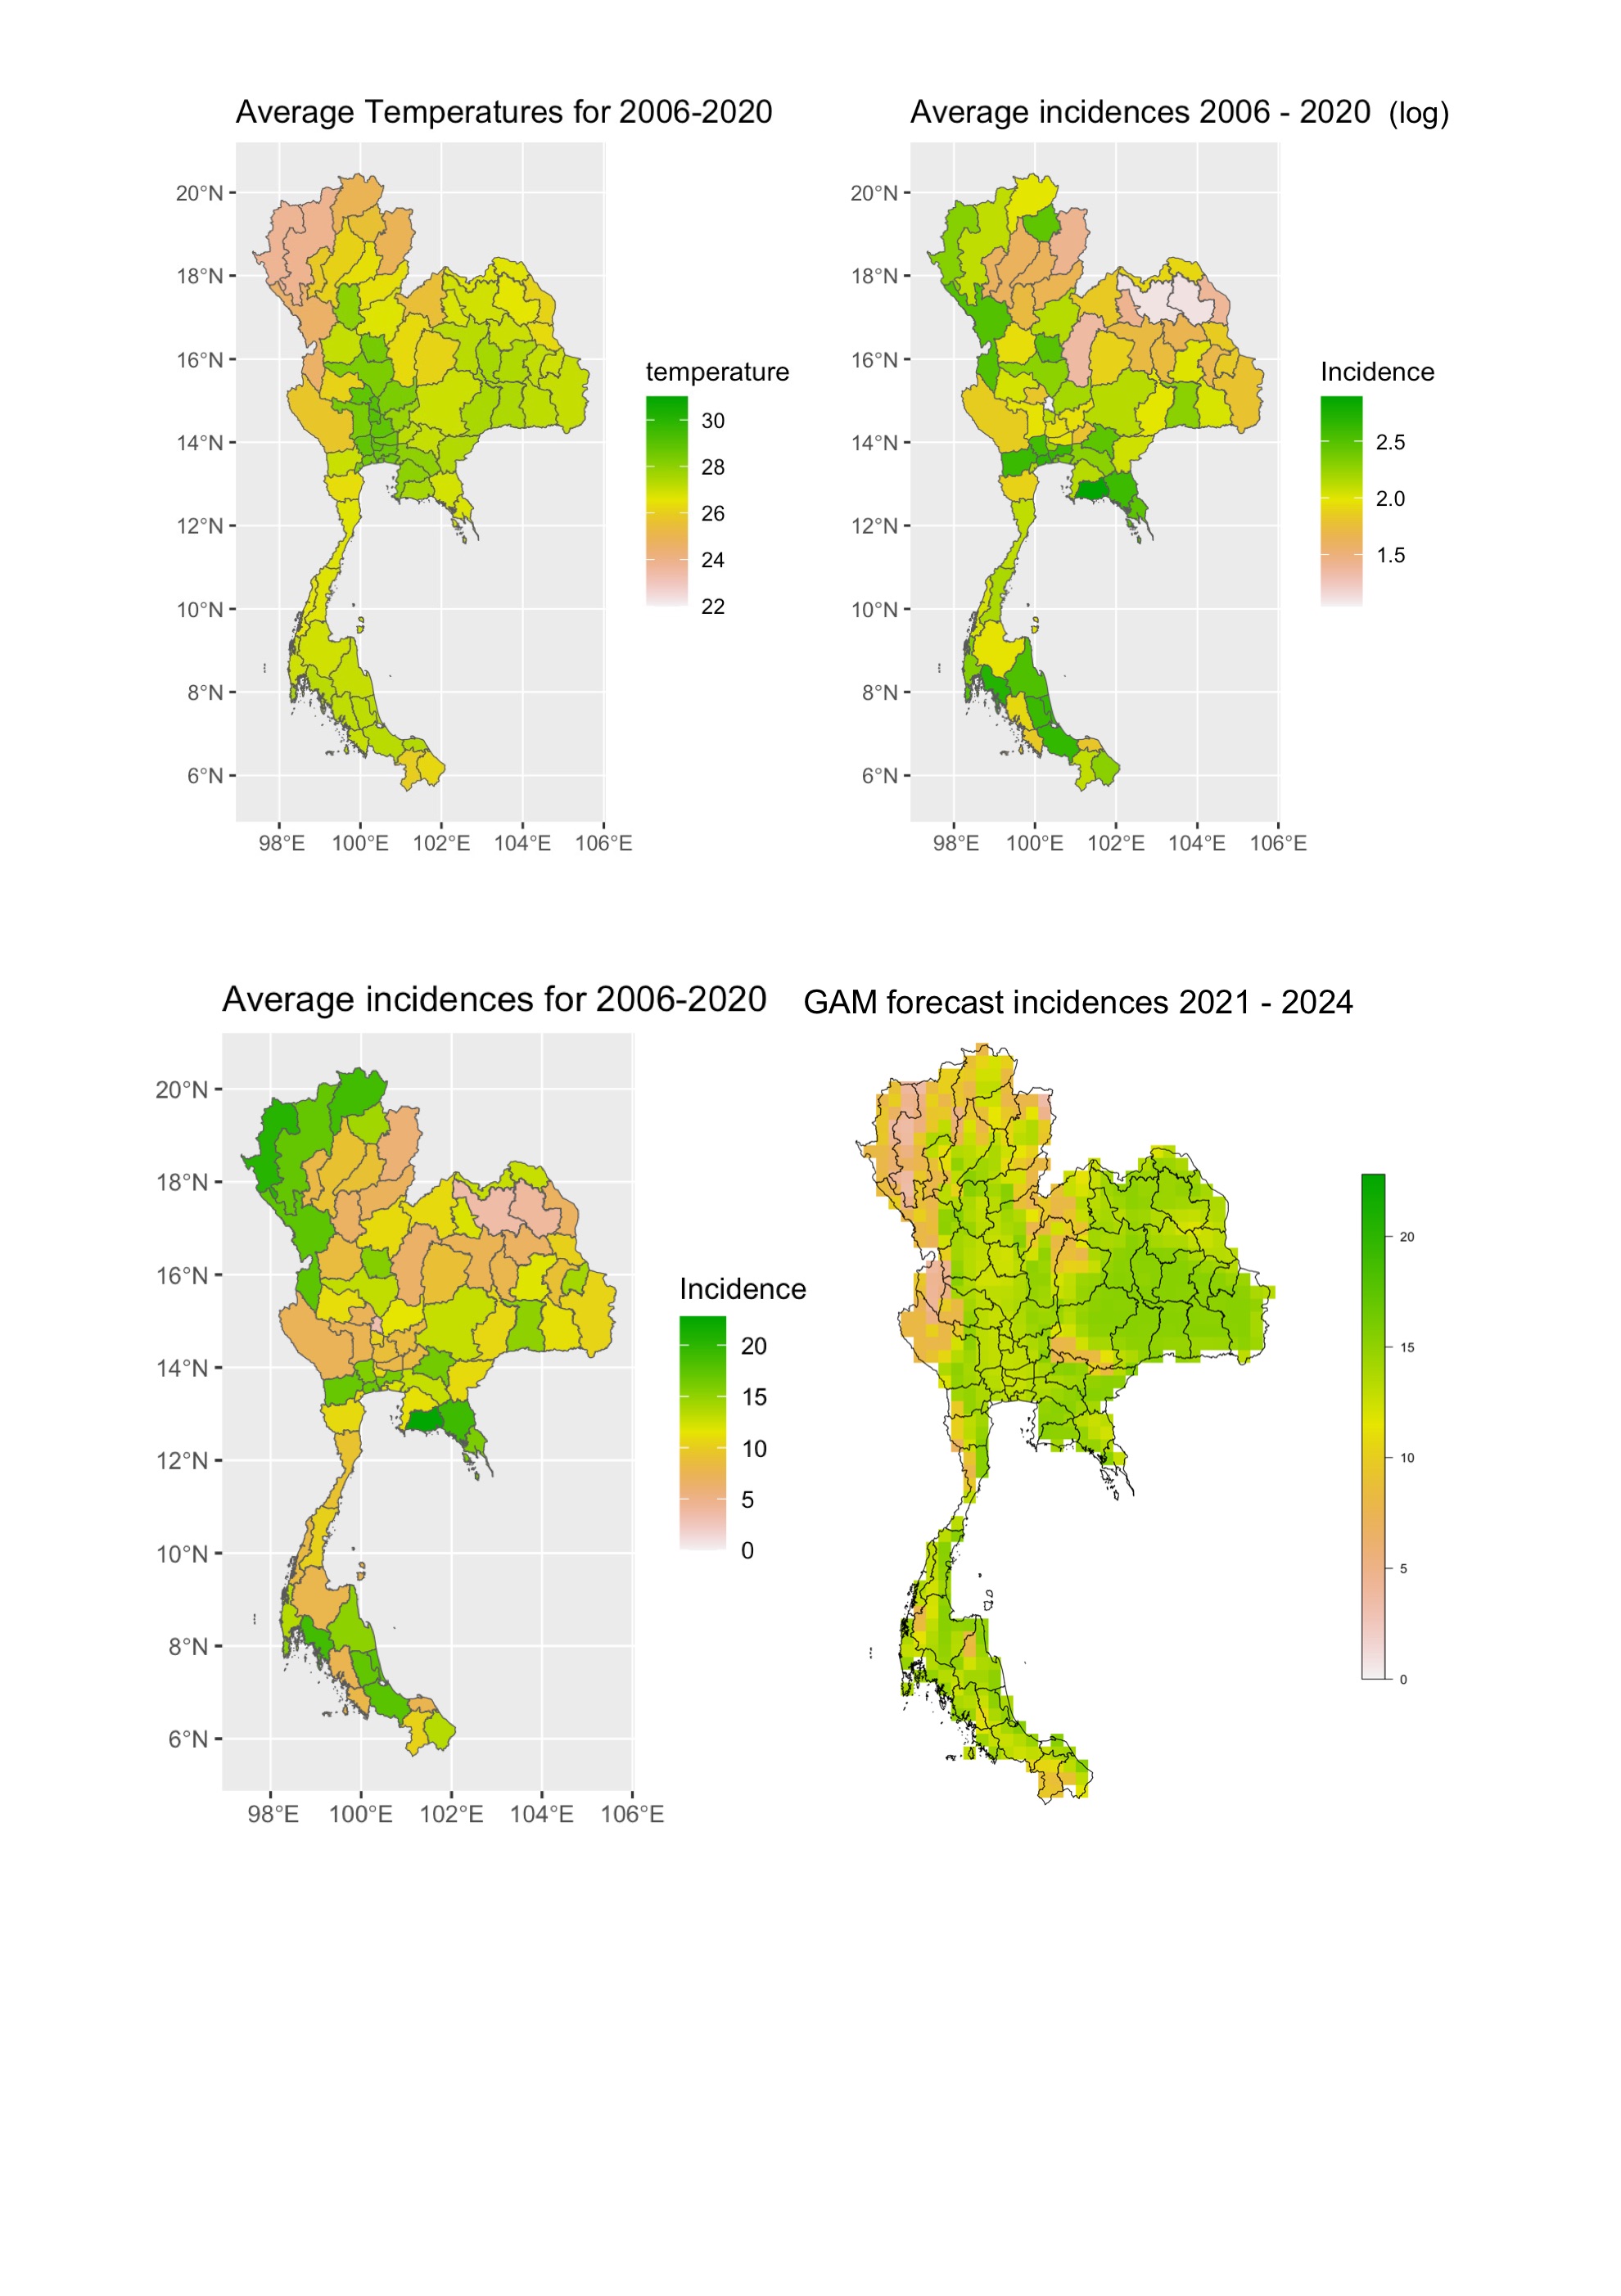 Average Temperatures for 2006-2020
20°N
18°N
16°N
14°N
12°N
10°N
8°N
6°N
98°E 100°E 102°E 104°E 106°E
temperature
30
28
26
24
22
Average incidences 2006 - 2020 (log)
20°N
18°N
16°N
14°N
12°N
10°N
8°N
6°N
98°E 100°E 102°E 104°E 106°E
Incidence
2.5
2.0
1.5
Average incidences for 2006-2020
20°N
18°N
16°N
14°N
12°N
10°N
8°N
6°N
98°E 100°E 102°E 104°E 106°E
Incidence
20
15
10
5
0
GAM forecast incidences 2021 - 2024
20
15
10
5
0